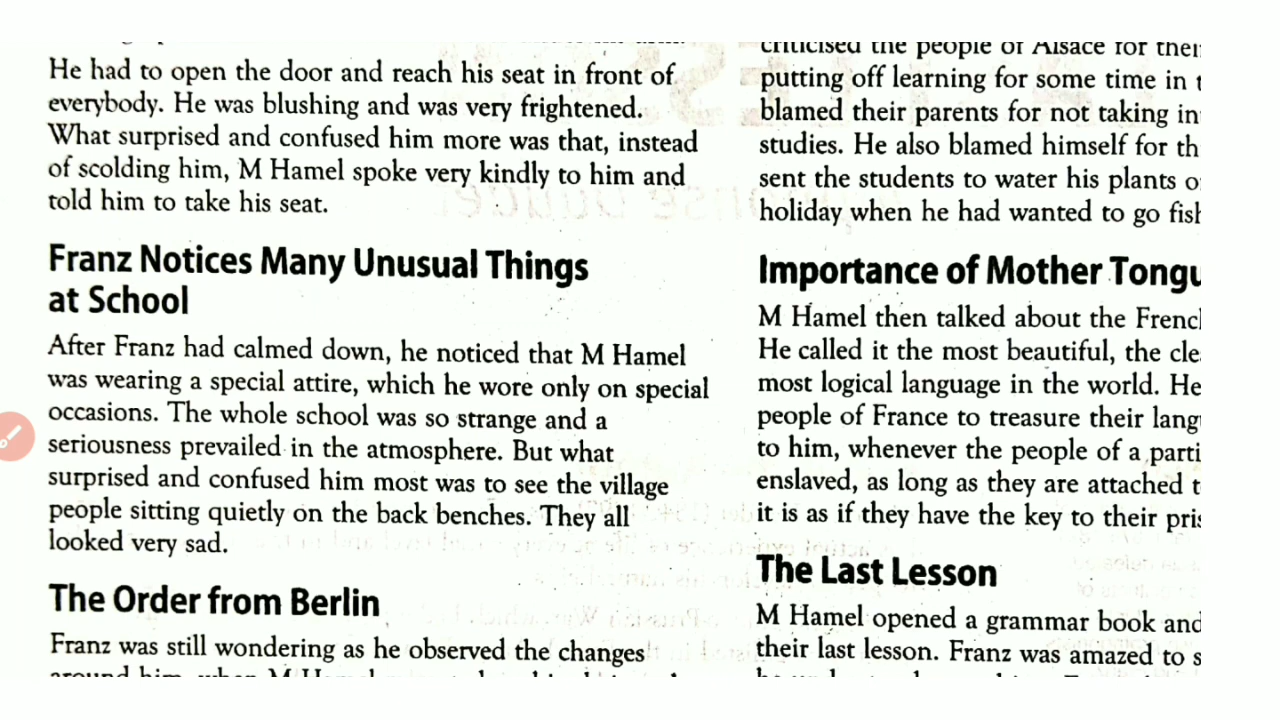 He had to open the door and reach his seat in front of
everybody. He was blushing and was very frightened.
What surprised and confused him more was that, instead
of scolding him, M Hamel spoke very kindly to him and
told him to take his seat.
Franz Notices Many Unusual Things
at School
After Franz had calmed down, he noticed that M Hamel
was wearing a special attire, which he wore only on special
occasions. The whole school was so strange and a
seriousness prevailed in the atmosphere. But what
surprised and confused him most was to see the village
people sitting quietly on the back benches. They all
looked very sad.
The Order from Berlin
Franz was still wondering as he observed the changes
criticised the people of Alsace for
putting off learning for some time in
blamed their parents for not taking
studies. He also blamed himself for
sent the students to water his plants
holiday when he had wanted to go
Importance of Mother
M Hamel then talked about the
He called it the most beautiful, the
most logical language in the world. He
people of France to treasure their
to him, whenever the people of a
enslaved, as long as they are attached
it is as if they have the key to their
The Last Lesson
M Hamel opened a grammar book and
their last lesson. Franz was amazed to